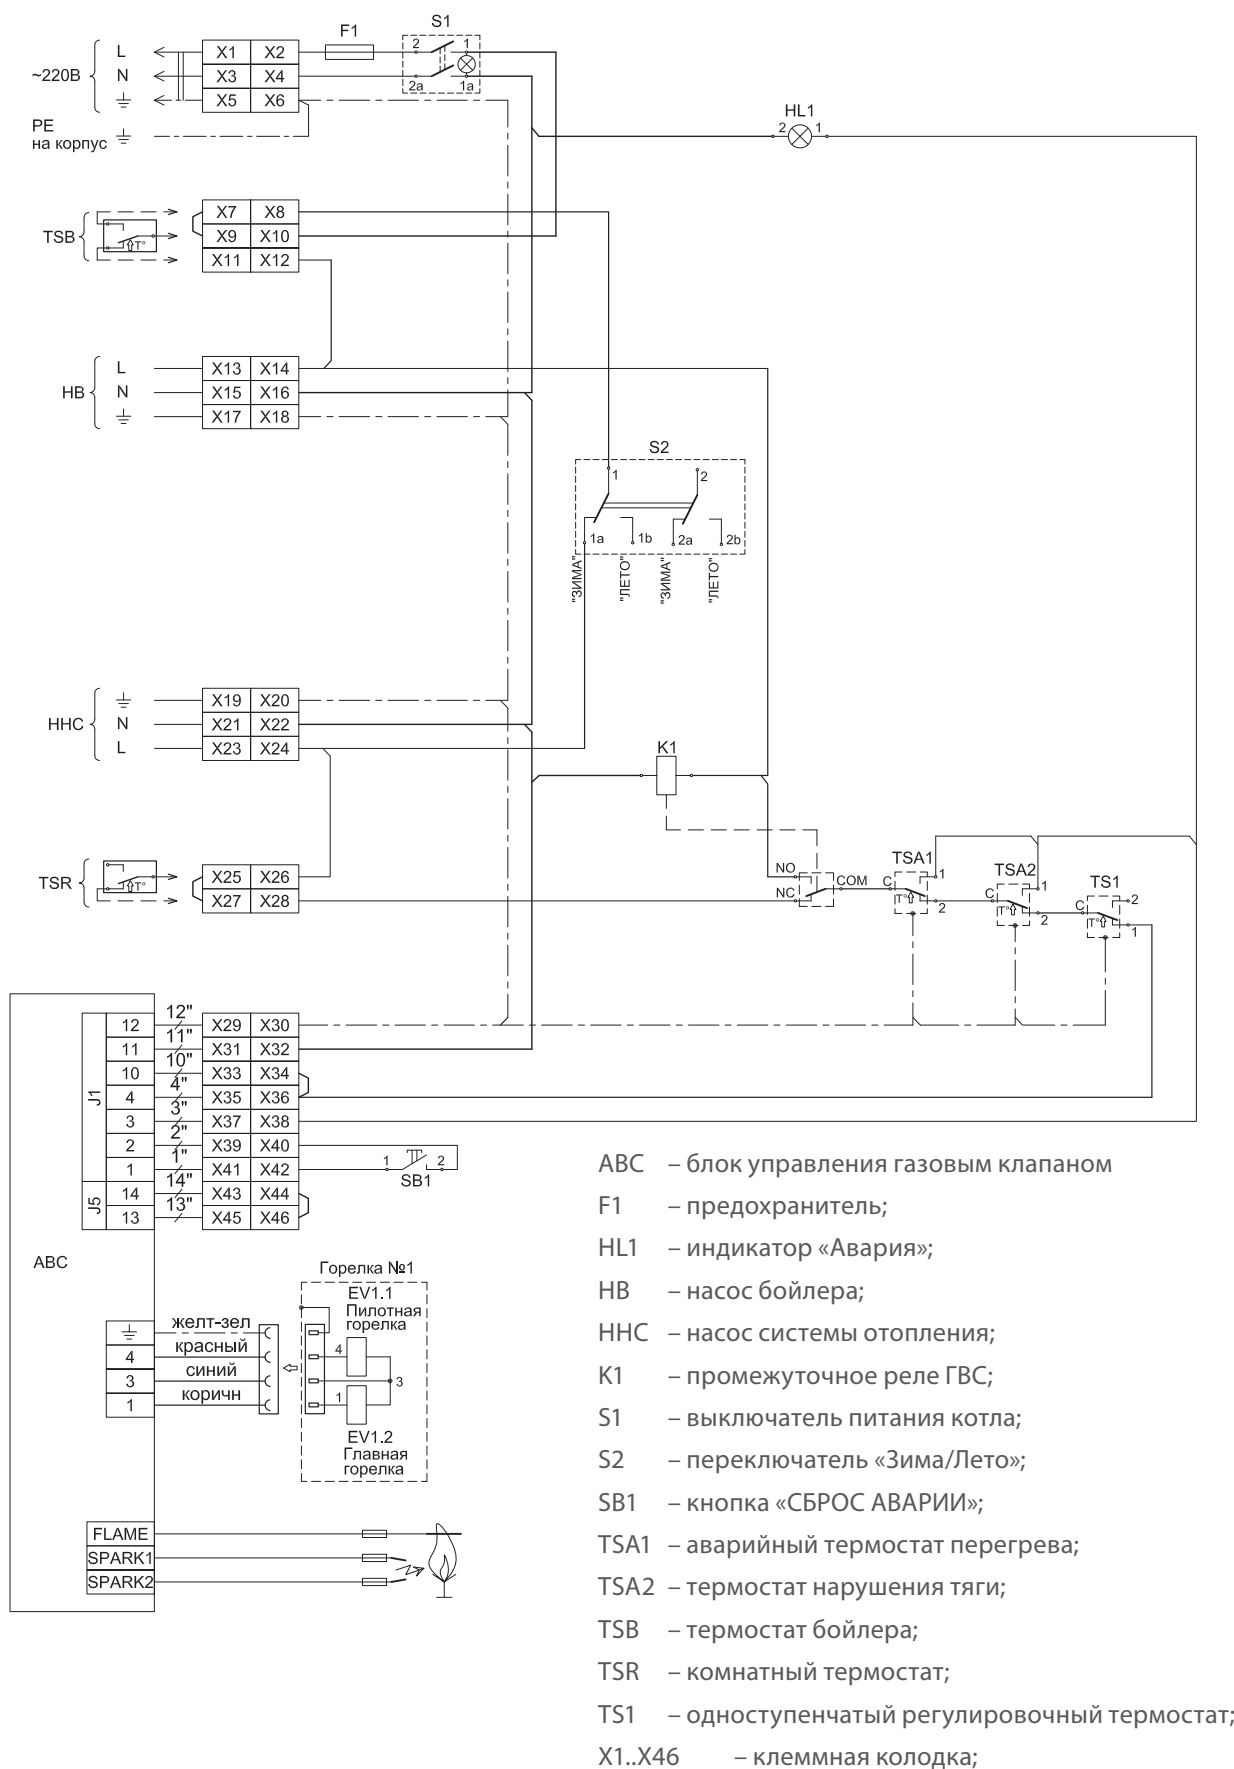 F1
S1
2
1
2a
1a
~220В
L
X1 X2
N
X3 X4
X5 X6
PE
на корпус
HL1
2
1
TSB
T°
X7 X8
X9 X10
X11 X12
НВ
L
X13 X14
N
X15 X16
X17 X18
S2
1
2
1a
1b
2a
2b
"ЗИМА"
"ЛЕТО"
"ЗИМА"
"ЛЕТО"
ННС
X19 X20
N
X21 X22
L
X23 X24
K1
TSR
T°
X25 X26
X27 X28
NO
NC
COM
TSA1
C
1
2
T°
TSA2
C
1
2
T°
TS1
C
2
1
T°
J1
12 12" X29 X30
11 11" X31 X32
10 10" X33 X34
4 4" X35 X36
3 3" X37 X38
2 2" X39 X40
1 1" X41 X42
J5
14 14" X43 X44
13 13" X45 X46
1
2
SB1
ABC
Горелка №1
EV1.1
Пилотная
горелка
желт-зел
4 красный
3 синий
1 коричн
4
3
1
EV1.2
Главная
горелка
FLAME
SPARK1
SPARK2
ABC – блок управления газовым клапаном
F1 – предохранитель;
HL1 – индикатор «Авария»;
НВ – насос бойлера;
ННС – насос системы отопления;
K1 – промежуточное реле ГВС;
S1 – выключатель питания котла;
S2 – переключатель «Зима/Лето»;
SB1 – кнопка «СБРОС АВАРИИ»;
TSA1 – аварийный термостат перегрева;
TSA2 – термостат нарушения тяги;
TSB – термостат бойлера;
TSR – комнатный термостат;
TS1 – одноступенчатый регулировочный термостат;
X1..X46 – клеммная колодка;